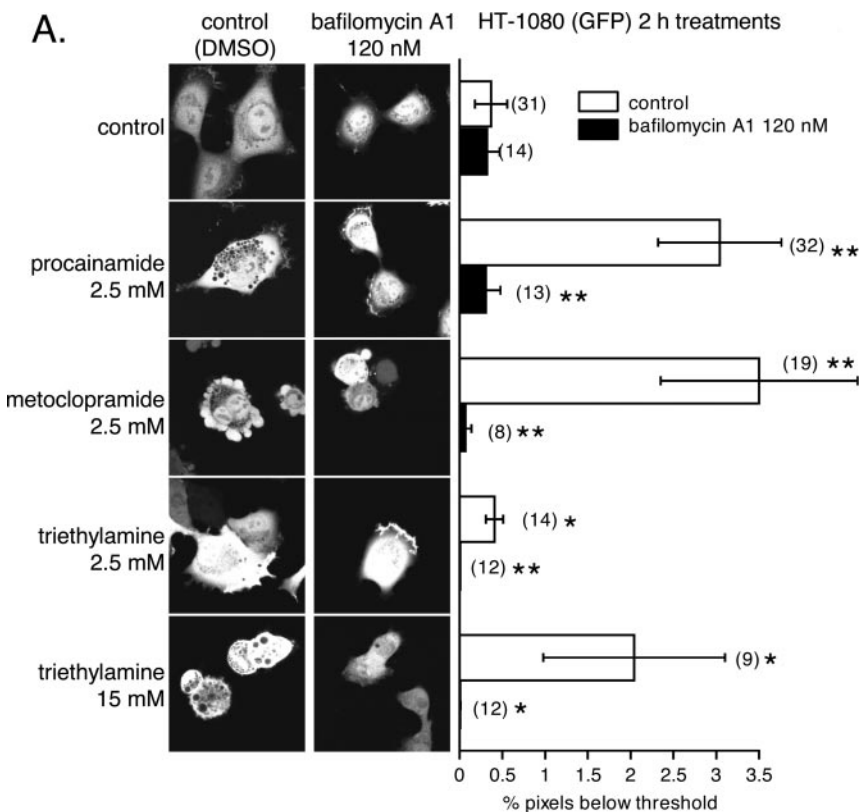 A.
control
(DMSO)
bafilomycin A1
120 nM
HT-1080 (GFP) 2 h treatments
control
(31)
(14)
control
bafilomycin A1 120 nM
procainamide
2.5 mM
(32) **
(13) **
metoclopramide
2.5 mM
(19) **
(8) **
triethylamine
2.5 mM
(14) *
(12) **
triethylamine
15 mM
(9) *
(12) *
0 0.5 1 1.5 2 2.5 3 3.5
% pixels below threshold